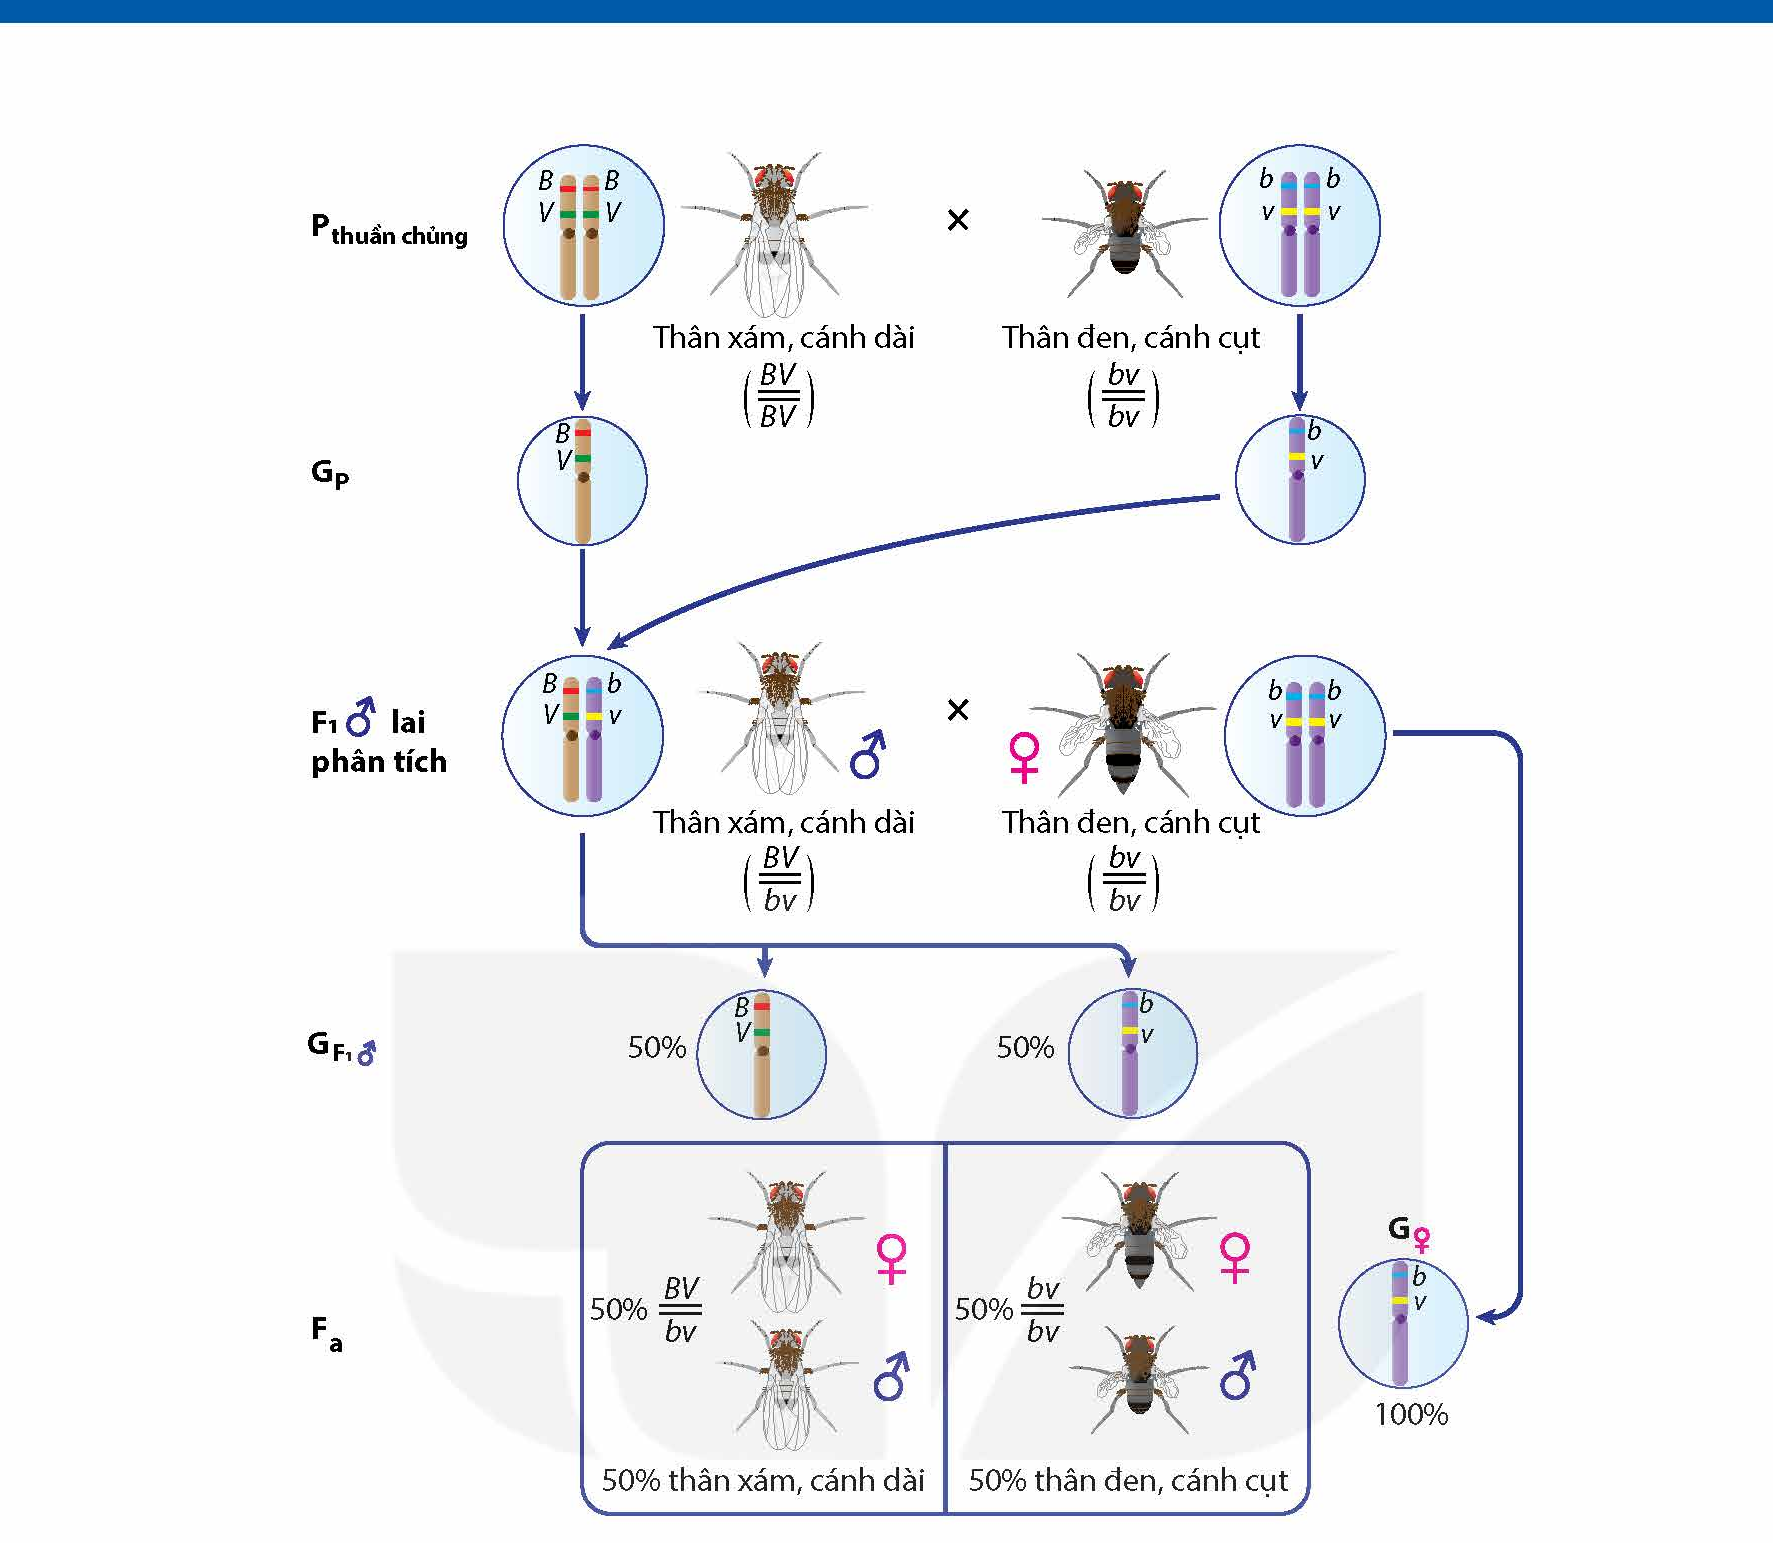 B B b b
V V v v
P thuần chủng
×
Thân xám, cánh dài Thân đen, cánh cụt
(BV/BV) (bv/bv)
B b
V v
G P
B b b b
V v v v
F1 ♂ lai
phân tích
♂ × ♀
Thân xám, cánh dài Thân đen, cánh cụt
(BV/bv) (bv/bv)
B b
V v
G F1 ♂ 50% 50%
G ♀
♀ ♀
b
v
50% BV/bv 50% bv/bv
F a
♂ ♂
100%
50% thân xám, cánh dài 50% thân đen, cánh cụt